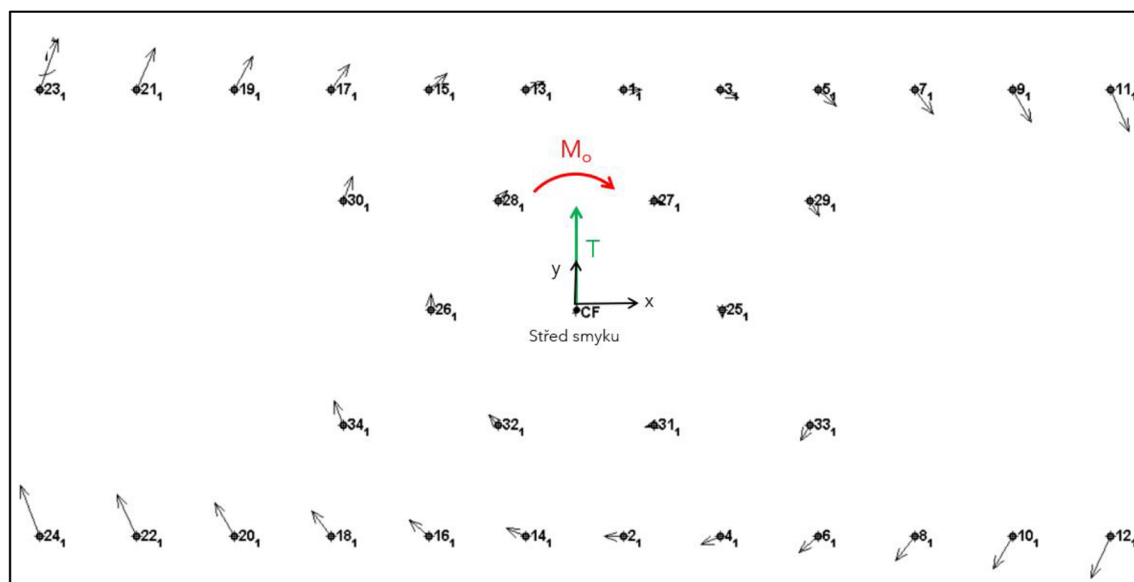 23₁ 21₁ 19₁ 17₁ 15₁ 13₁ 1₁ 3₁ 5₁ 7₁ 9₁ 11₁
Mₒ
30₁ 28₁ 27₁ 29₁
T
y
x
26₁ CF 25₁
Střed smyku
34₁ 32₁ 31₁ 33₁
24₁ 22₁ 20₁ 18₁ 16₁ 14₁ 2₁ 4₁ 6₁ 8₁ 10₁ 12₁